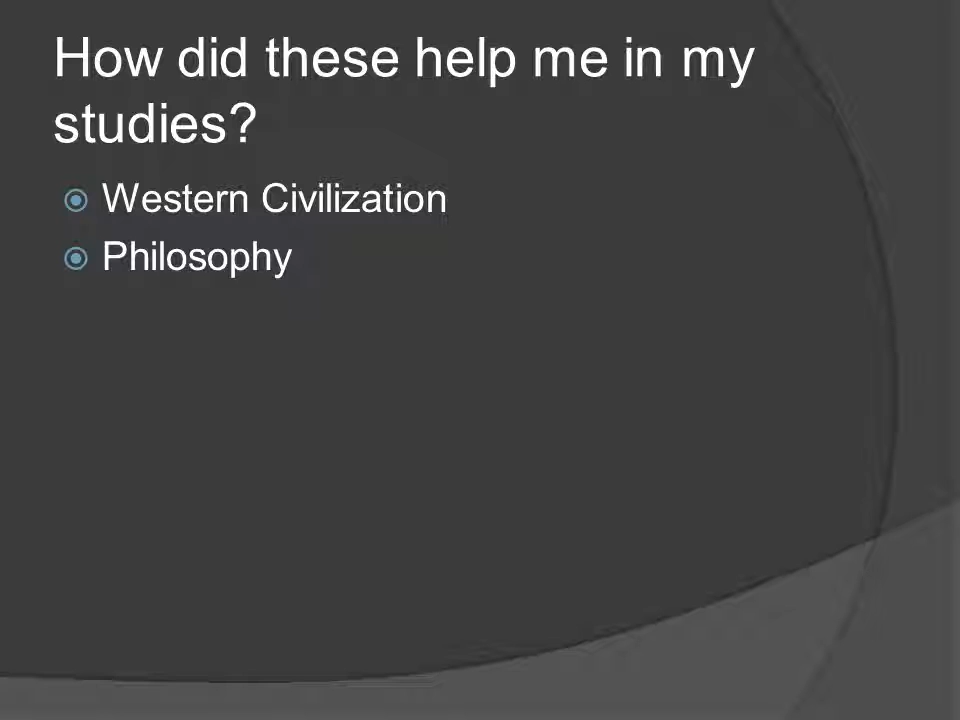 How did these help me in my
studies?
Western Civilization
Philosophy